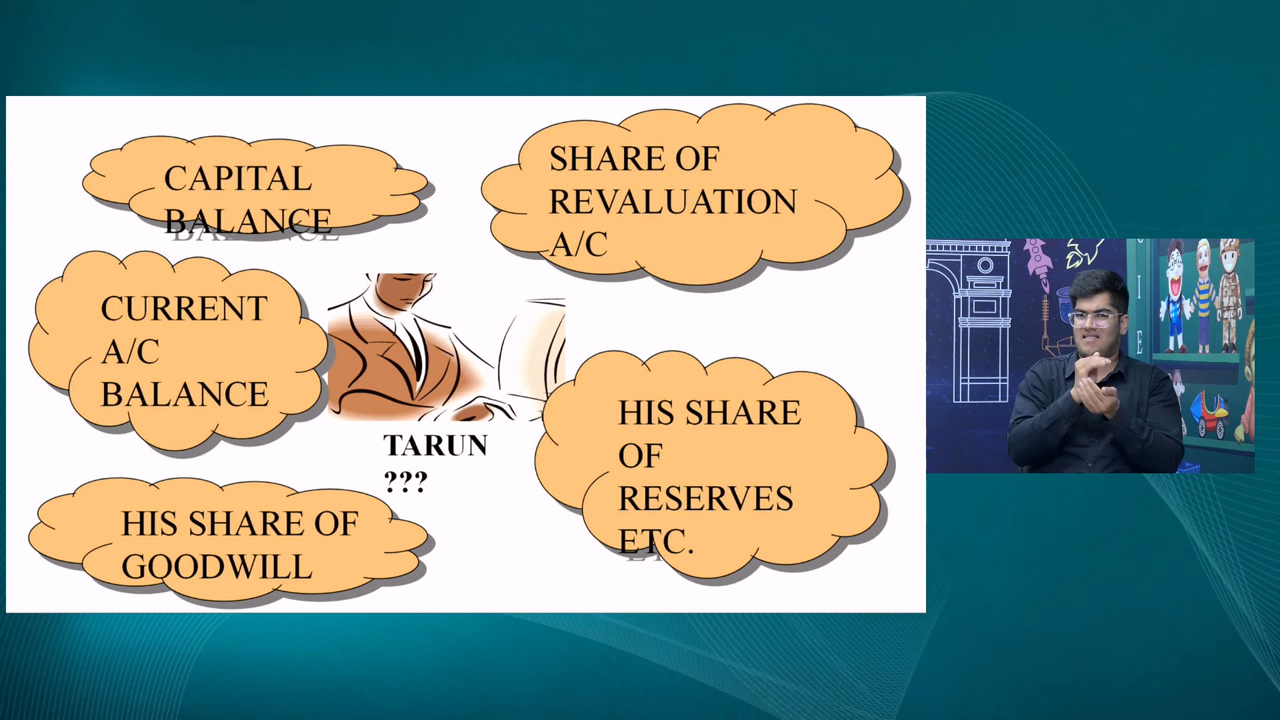 CAPITAL
BALANCE
SHARE OF
REVALUATION
A/C
CURRENT
A/C
BALANCE
TARUN
???
HIS SHARE
OF
RESERVES
ETC.
HIS SHARE OF
GOODWILL
I
E